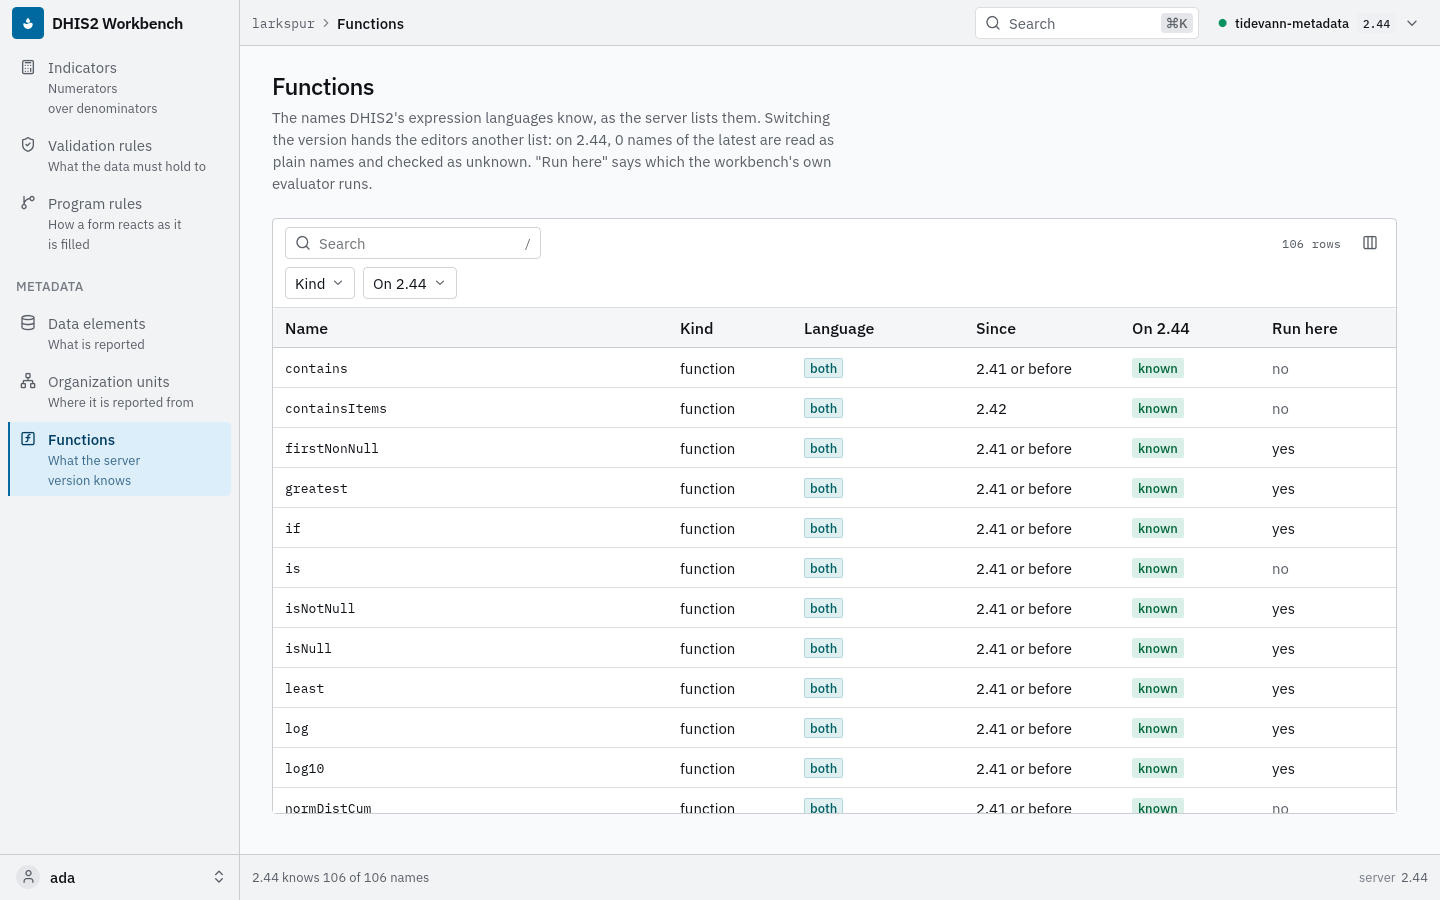 DHIS2 Workbench
larkspur > Functions
Search
⌘K
tidevann-metadata 2.44
Indicators
Numerators
over denominators
Validation rules
What the data must hold to
Program rules
How a form reacts as it
is filled
METADATA
Data elements
What is reported
Organization units
Where it is reported from
Functions
What the server
version knows
ada
Functions
The names DHIS2's expression languages know, as the server lists them. Switching
the version hands the editors another list: on 2.44, 0 names of the latest are read as
plain names and checked as unknown. "Run here" says which the workbench's own
evaluator runs.
Search /
106 rows
Kind On 2.44
Name Kind Language Since On 2.44 Run here
contains function both 2.41 or before known no
containsItems function both 2.42 known no
firstNonNull function both 2.41 or before known yes
greatest function both 2.41 or before known yes
if function both 2.41 or before known yes
is function both 2.41 or before known no
isNotNull function both 2.41 or before known yes
isNull function both 2.41 or before known yes
least function both 2.41 or before known yes
log function both 2.41 or before known yes
log10 function both 2.41 or before known yes
normDistCum function both 2.41 or before known no
2.44 knows 106 of 106 names
server 2.44